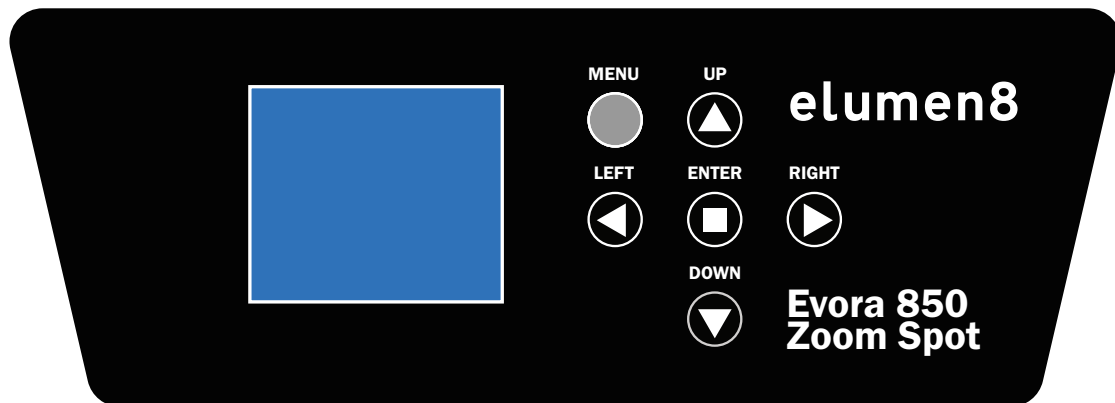 MENU UP
elumen8
LEFT ENTER RIGHT
DOWN
Evora 850
Zoom Spot